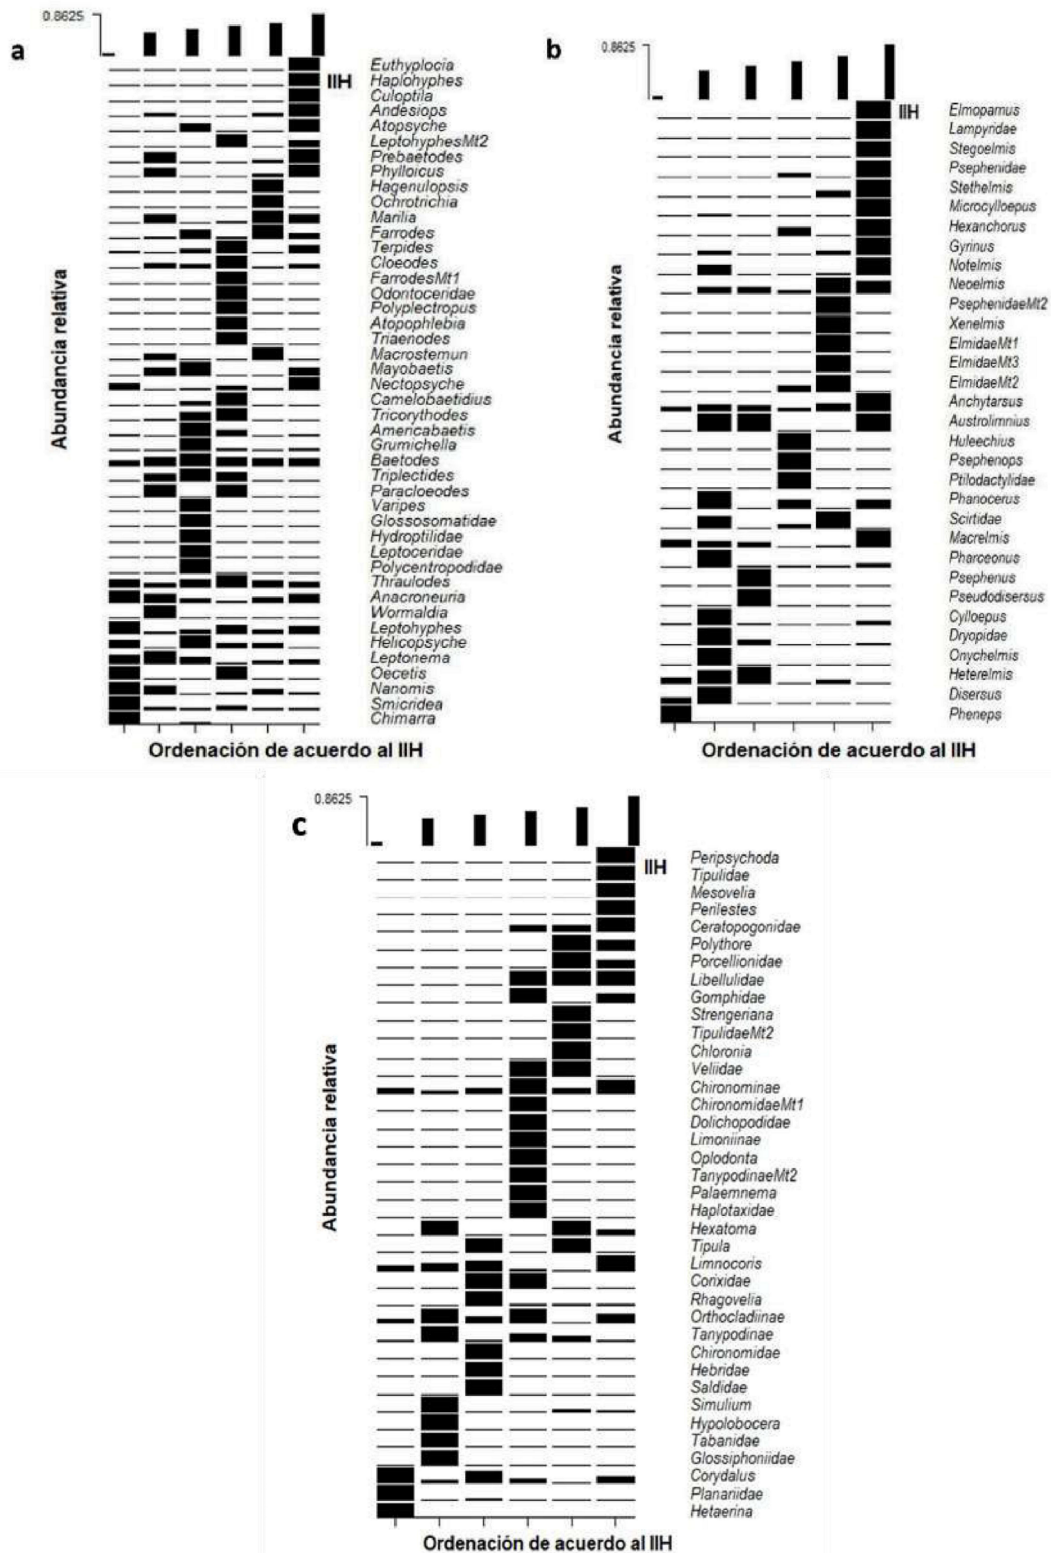 0.8625
a
IIH
Euthyplocia
Haplohyphes
Culoptila
Andesiops
Atopsyche
LeptohyphesMt2
Prebaetodes
Phylloicus
Hagenulopsis
Ochrotrichia
Marilia
Farrodes
Terpides
Cloeodes
FarrodesMt1
Odontoceridae
Polyplectropus
Atopophlebia
Triaenodes
Macrostemun
Mayobaetis
Nectopsyche
Camelobaetidius
Tricorythodes
Americabaetis
Grumichella
Baetodes
Triplectides
Paracloeodes
Varipes
Glossosomatidae
Hydroptilidae
Leptoceridae
Polycentropodidae
Thraulodes
Anacroneuria
Wormaldia
Leptohyphes
Helicopsyche
Leptonema
Oecetis
Nanomis
Smicridea
Chimarra
Abundancia relativa
Ordenación de acuerdo al IIH
b
0.8625
IIH
Elmoparnus
Lampyridae
Stegoelmis
Psephenidae
Stethelmis
Microcylloepus
Hexanchorus
Gyrinus
Notelmis
Neoelmis
PsephenidaeMt2
Xenelmis
ElmidaeMt1
ElmidaeMt3
ElmidaeMt2
Anchytarsus
Austrolimnius
Huleechius
Psephenops
Ptilodactylidae
Phanocerus
Scirtidae
Macrelmis
Pharceonus
Psephenus
Pseudodisersus
Cylloepus
Dryopidae
Onychelmis
Heterelmis
Disersus
Pheneps
Abundancia relativa
Ordenación de acuerdo al IIH
0.8625
c
IIH
Peripsychoda
Tipulidae
Mesovelia
Perilestes
Ceratopogonidae
Polythore
Porcellionidae
Libellulidae
Gomphidae
Strengeriana
TipulidaeMt2
Chloronia
Veliidae
Chironominae
ChironomidaeMt1
Dolichopodidae
Limoniinae
Oplodonta
TanypodinaeMt2
Palaemnema
Haplotaxidae
Hexatoma
Tipula
Limnocoris
Corixidae
Rhagovelia
Orthocladiinae
Tanypodinae
Chironomidae
Hebridae
Saldidae
Simulium
Hypolobocera
Tabanidae
Glossiphoniidae
Corydalus
Planariidae
Hetaerina
Abundancia relativa
Ordenación de acuerdo al IIH